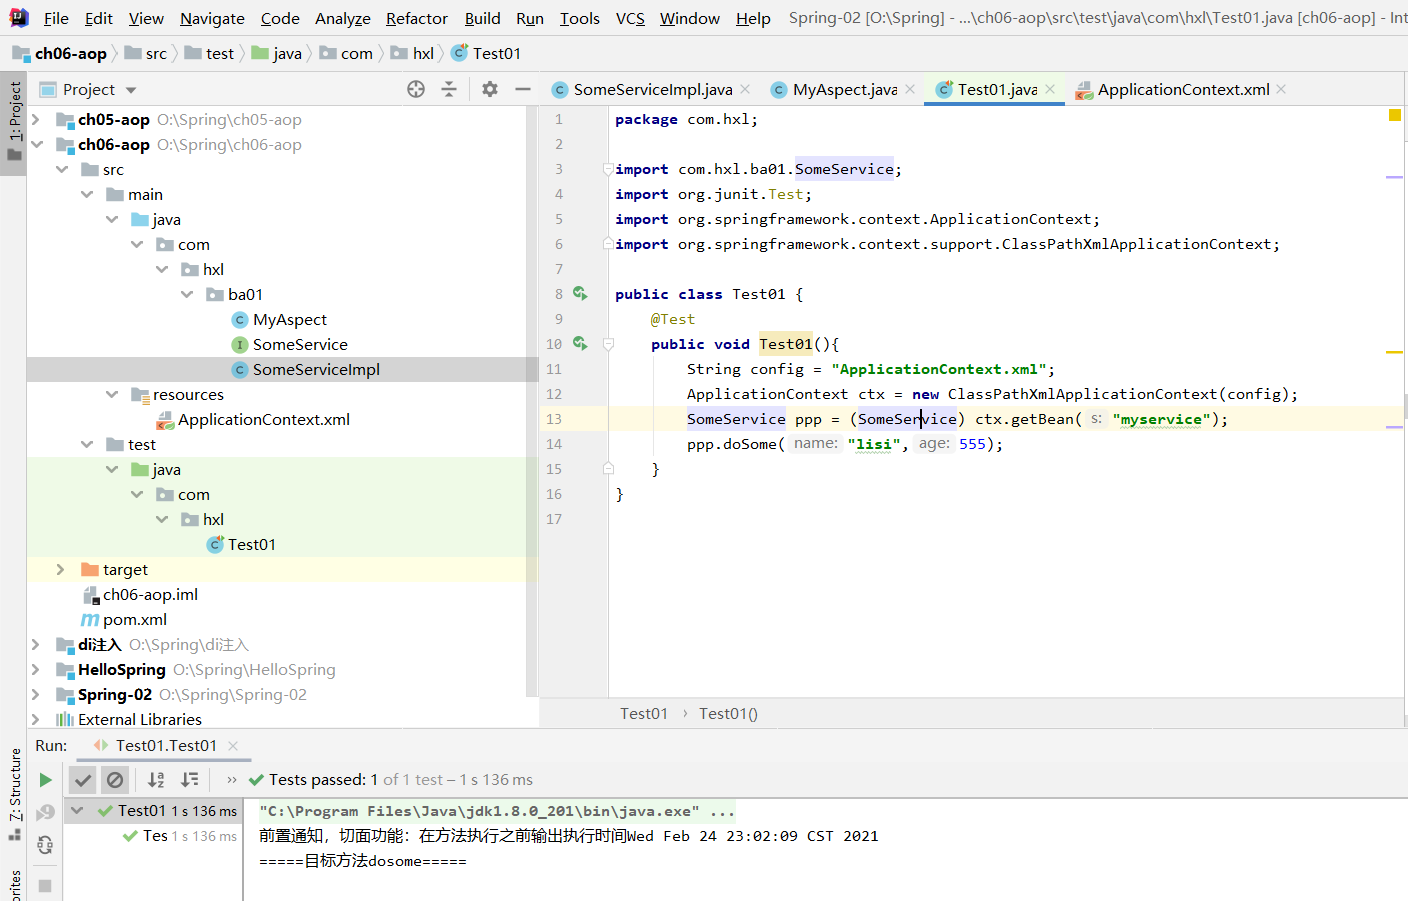 File Edit View Navigate Code Analyze Refactor Build Run Tools VCS Window Help Spring-02 [O:\Spring] - ...\ch06-aop\src\test\java\com\hxl\Test01.java [ch06-aop] - Int
ch06-aop src test java com hxl Test01
1: Project
Project
SomeServiceImpl.java MyAspect.java Test01.java ApplicationContext.xml
ch05-aop O:\Spring\ch05-aop
ch06-aop O:\Spring\ch06-aop
src
main
java
com
hxl
ba01
MyAspect
SomeService
SomeServiceImpl
resources
ApplicationContext.xml
test
java
com
hxl
Test01
target
ch06-aop.iml
pom.xml
di注入 O:\Spring\di注入
HelloSpring O:\Spring\HelloSpring
Spring-02 O:\Spring\Spring-02
External Libraries
1 package com.hxl;
2
3 import com.hxl.ba01.SomeService;
4 import org.junit.Test;
5 import org.springframework.context.ApplicationContext;
6 import org.springframework.context.support.ClassPathXmlApplicationContext;
7
8 public class Test01 {
9 @Test
10 public void Test01(){
11 String config = "ApplicationContext.xml";
12 ApplicationContext ctx = new ClassPathXmlApplicationContext(config);
13 SomeService ppp = (SomeService) ctx.getBean( s: "myservice");
14 ppp.doSome( name: "lisi", age: 555);
15 }
16 }
17
Test01 › Test01()
Run: Test01.Test01
7: Structure
orites
Tests passed: 1 of 1 test – 1 s 136 ms
Test01 1 s 136 ms
Tes 1 s 136 ms
"C:\Program Files\Java\jdk1.8.0_201\bin\java.exe" ...
前置通知，切面功能：在方法执行之前输出执行时间Wed Feb 24 23:02:09 CST 2021
=====目标方法dosome=====